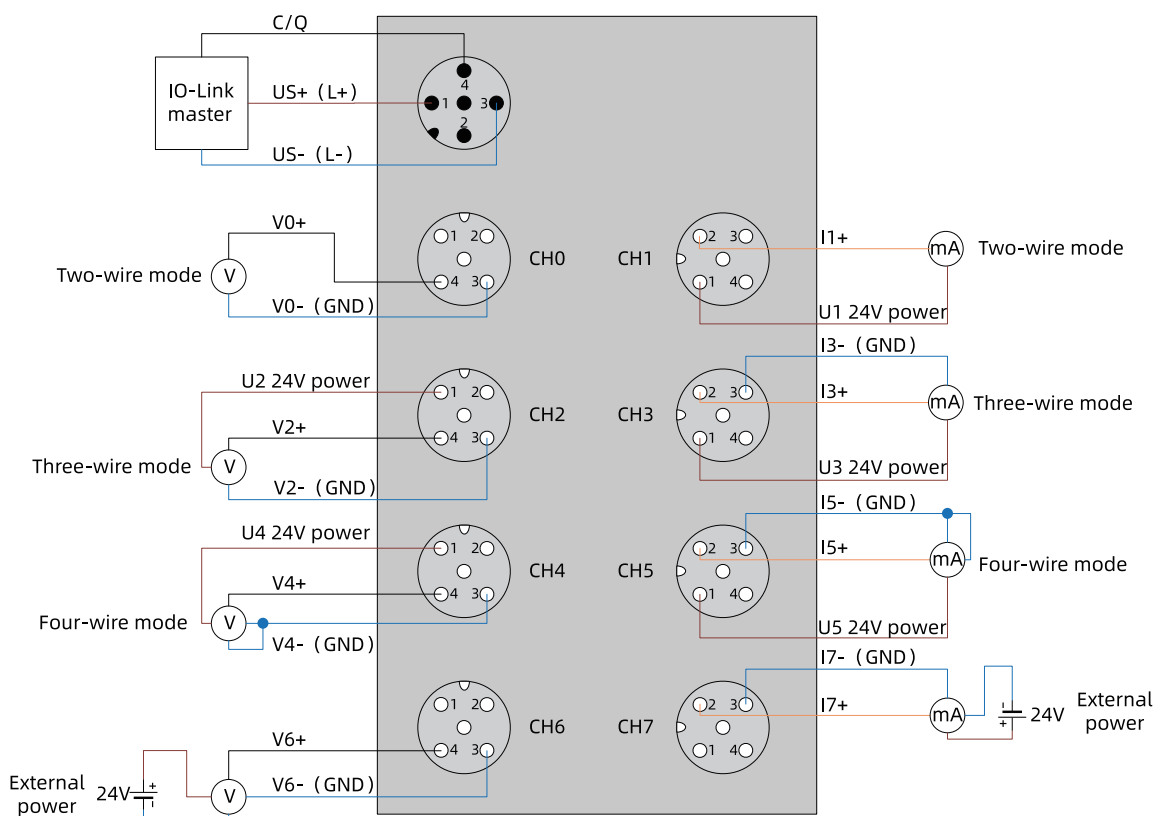 C/Q
IO-Link
master
US+（L+）
US-（L-）
4
1
3
2
V0+
Two-wire mode
V
V0-（GND）
1 2
4 3
CH0
CH1
2 3
1 4
I1+
mA
Two-wire mode
U1 24V power
U2 24V power
V2+
Three-wire mode
V
V2-（GND）
1 2
4 3
CH2
CH3
2 3
1 4
I3-（GND）
I3+
mA
Three-wire mode
U3 24V power
U4 24V power
V4+
Four-wire mode
V
V4-（GND）
1 2
4 3
CH4
CH5
2 3
1 4
I5-（GND）
I5+
mA
Four-wire mode
U5 24V power
V6+
External
power
24V
+
-
V
V6-（GND）
1 2
4 3
CH6
CH7
2 3
1 4
I7-（GND）
I7+
mA
-
+
24V
External
power